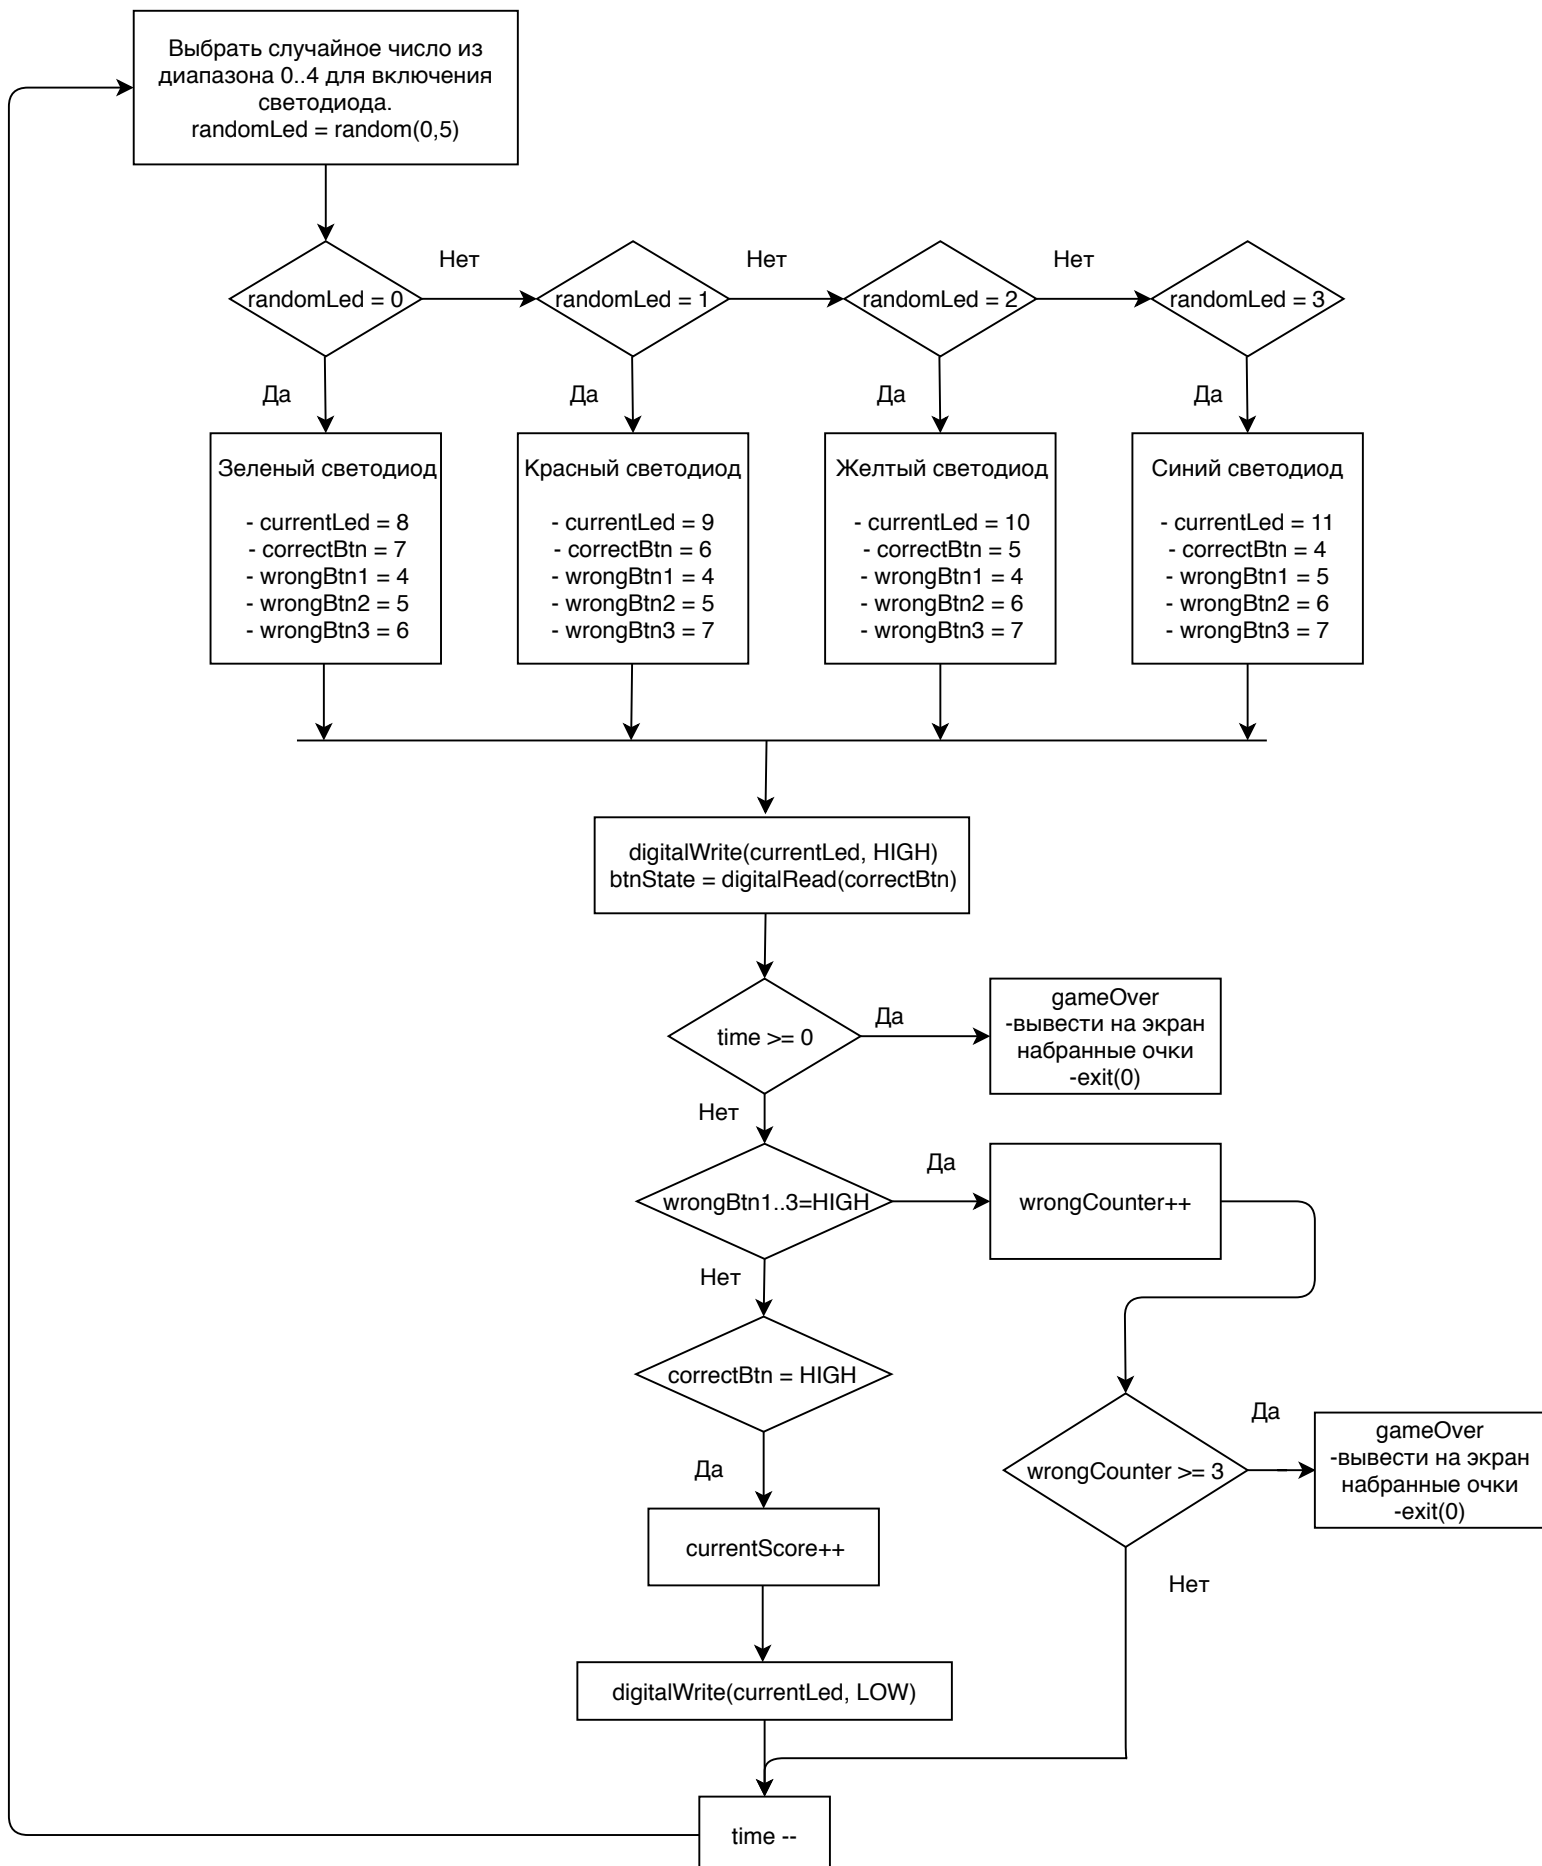 Выбрать случайное число из
диапазона 0..4 для включения
светодиода.
randomLed = random(0,5)
randomLed = 0
Нет
randomLed = 1
Нет
randomLed = 2
Нет
randomLed = 3
Да
Да
Да
Да
Зеленый светодиод
- currentLed = 8
- correctBtn = 7
- wrongBtn1 = 4
- wrongBtn2 = 5
- wrongBtn3 = 6
Красный светодиод
- currentLed = 9
- correctBtn = 6
- wrongBtn1 = 4
- wrongBtn2 = 5
- wrongBtn3 = 7
Желтый светодиод
- currentLed = 10
- correctBtn = 5
- wrongBtn1 = 4
- wrongBtn2 = 6
- wrongBtn3 = 7
Синий светодиод
- currentLed = 11
- correctBtn = 4
- wrongBtn1 = 5
- wrongBtn2 = 6
- wrongBtn3 = 7
digitalWrite(currentLed, HIGH)
btnState = digitalRead(correctBtn)
time >= 0
Да
gameOver
-вывести на экран
набранные очки
-exit(0)
Нет
wrongBtn1..3=HIGH
Да
wrongCounter++
Нет
correctBtn = HIGH
Да
wrongCounter >= 3
Да
gameOver
-вывести на экран
набранные очки
-exit(0)
currentScore++
Нет
digitalWrite(currentLed, LOW)
time --